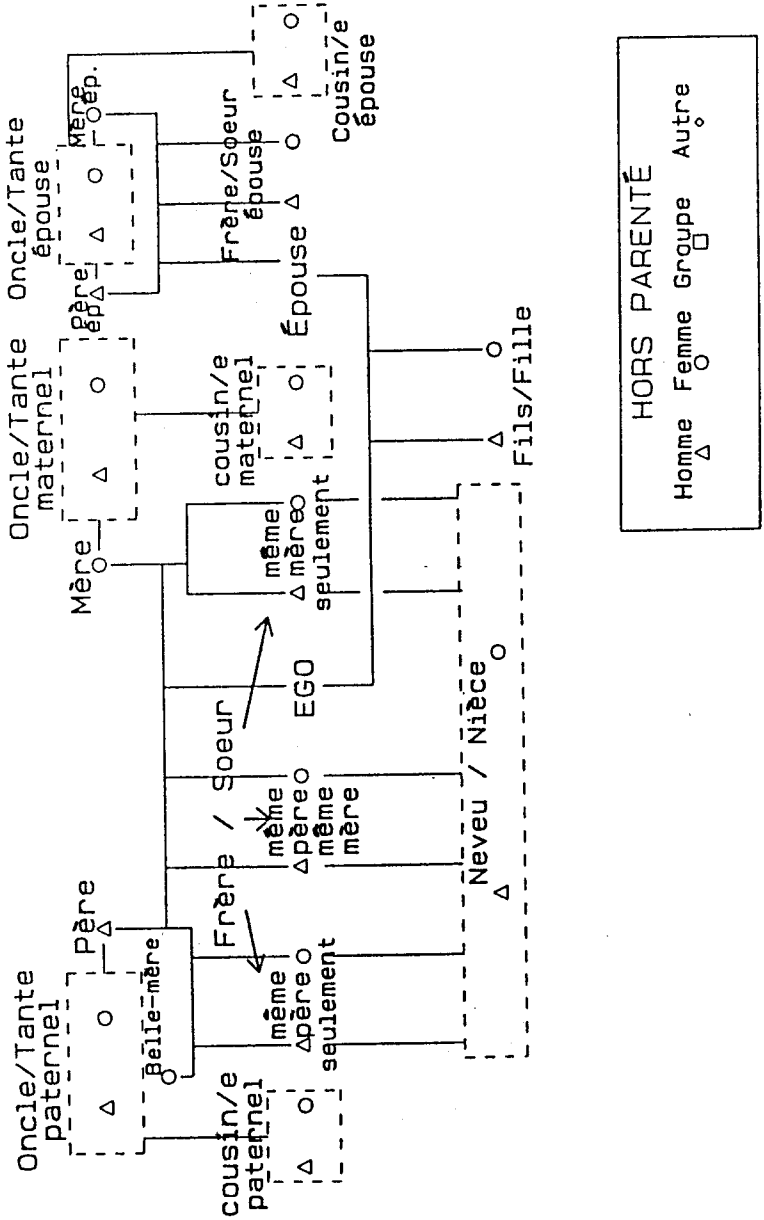 Oncle/Tante
paternel
Père
Belle-mère
cousin/e
paternel
Oncle/Tante
maternel
Mère
cousin/e
maternel
Oncle/Tante
épouse
Père
ép
Mère
ép.
Frère/Soeur
épouse
Cousin/e
épouse
Épouse
Frère / Soeur
même
père
seulement
même
père
même
mère
EGO
même
mère
seulement
Neveu / Nièce
Fils/Fille
HORS PARENTÉ
Homme Femme Groupe Autre